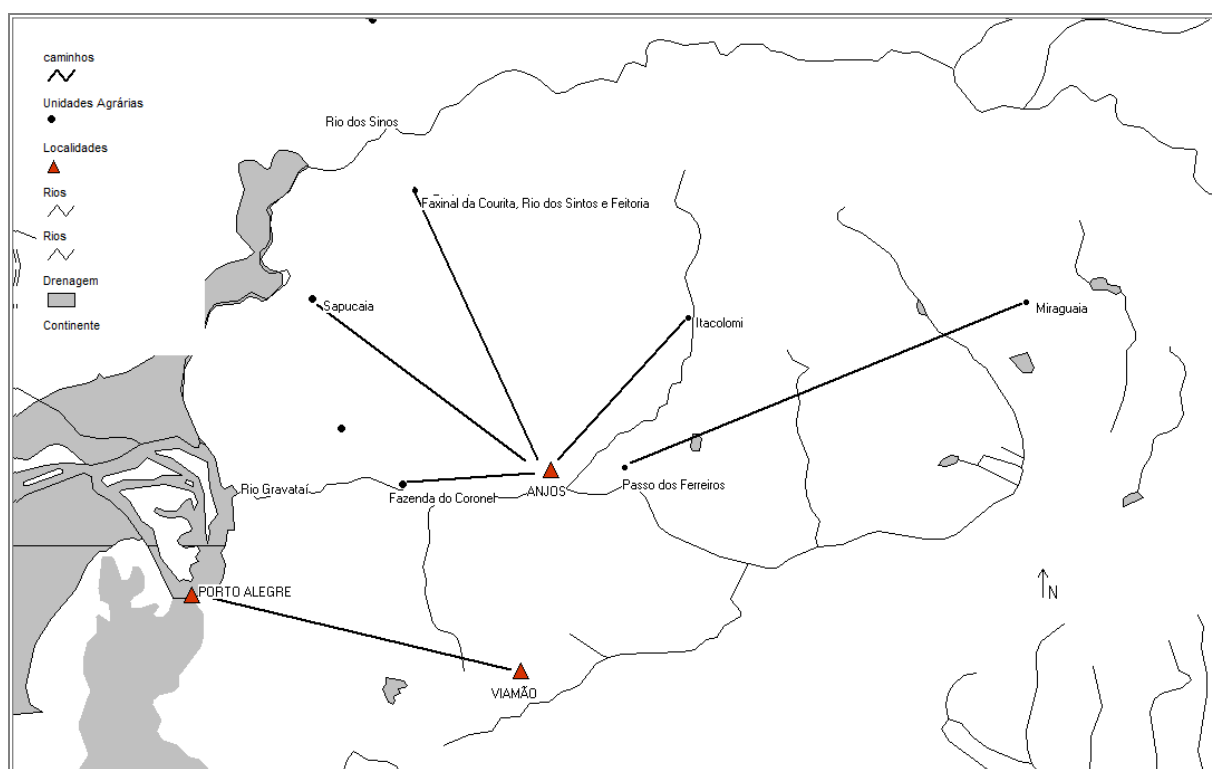 caminhos
Unidades Agrárias
Localidades
Rios
Rios
Drenagem
Continente
Rio dos Sinos
Faxinal da Courita, Rio dos Sintos e Feitoria
Sapucaia
Itacolomi
Miraguaia
Rio Gravataí
Fazenda do Coronel
ANJOS
Passo dos Ferreiros
PORTO ALEGRE
VIAMÃO
N